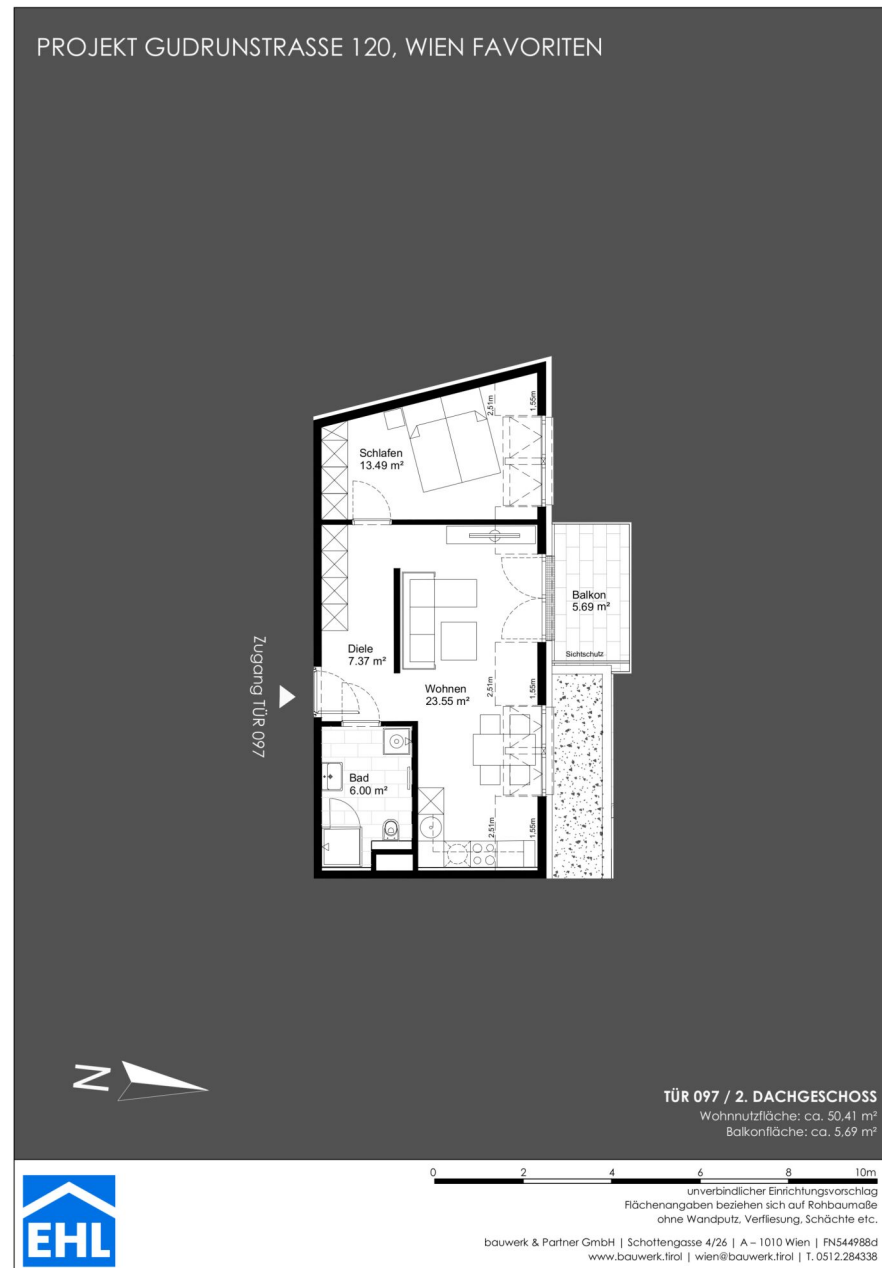 PROJEKT GUDRUNSTRASSE 120, WIEN FAVORITEN
2,51m
1,55m
Schlafen
13.49 m²
Balkon
5.69 m²
Sichtschutz
Diele
7.37 m²
Zugang TÜR 097
Wohnen
23.55 m²
2,51m
1,55m
Bad
6.00 m²
2,51m
1,55m
N
TÜR 097 / 2. DACHGESCHOSS
Wohnnutzfläche: ca. 50,41 m²
Balkonfläche: ca. 5,69 m²
0 2 4 6 8 10m
unverbindlicher Einrichtungsvorschlag
Flächenangaben beziehen sich auf Rohbaumaße
ohne Wandputz, Verfliesung, Schächte etc.
EHL
bauwerk & Partner GmbH | Schottengasse 4/26 | A – 1010 Wien | FN544988d
www.bauwerk.tirol | wien@bauwerk.tirol | T. 0512.284338